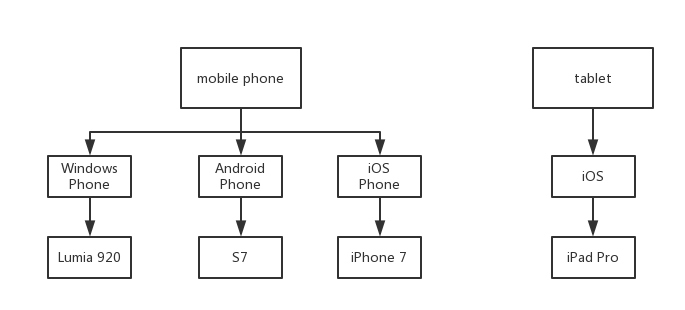 mobile phone
tablet
Windows
Phone
Android
Phone
iOS
Phone
iOS
Lumia 920
S7
iPhone 7
iPad Pro